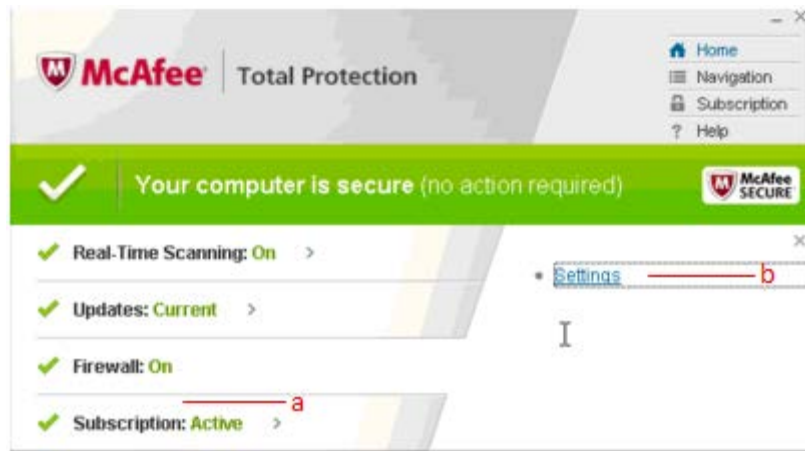 McAfee Total Protection
Home
Navigation
Subscription
? Help
Your computer is secure (no action required)
McAfee SECURE
Real-Time Scanning: On >
Settings b
Updates: Current >
Firewall: On
a
Subscription: Active >